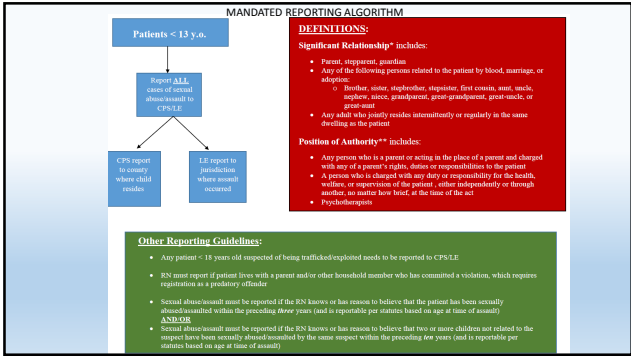 MANDATED REPORTING ALGORITHM
Patients < 13 y.o.
Report ALL
cases of sexual
abuse/assault to
CPS/LE
CPS report
to county
where child
resides
LE report to
jurisdiction
where assault
occurred
DEFINITIONS:
Significant Relationship* includes:
• Parent, stepparent, guardian
• Any of the following persons related to the patient by blood, marriage, or
adoption:
o Brother, sister, stepbrother, stepsister, first cousin, aunt, uncle,
nephew, niece, grandparent, great-grandparent, great-uncle, or
great-aunt
• Any adult who jointly resides intermittently or regularly in the same
dwelling as the patient
Position of Authority** includes:
• Any person who is a parent or acting in the place of a parent and charged
with any of a parent's rights, duties or responsibilities to the patient
• A person who is charged with any duty or responsibility for the health,
welfare, or supervision of the patient , either independently or through
another, no matter how brief, at the time of the act
• Psychotherapists
Other Reporting Guidelines:
• Any patient < 18 years old suspected of being trafficked/exploited needs to be reported to CPS/LE
• RN must report if patient lives with a parent and/or other household member who has committed a violation, which requires
registration as a predatory offender
• Sexual abuse/assault must be reported if the RN knows or has reason to believe that the patient has been sexually
abused/assaulted within the preceding three years (and is reportable per statutes based on age at time of assault)
AND/OR
• Sexual abuse/assault must be reported if the RN knows or has reason to believe that two or more children not related to the
suspect have been sexually abused/assaulted by the same suspect within the preceding ten years (and is reportable per
statutes based on age at time of assault)